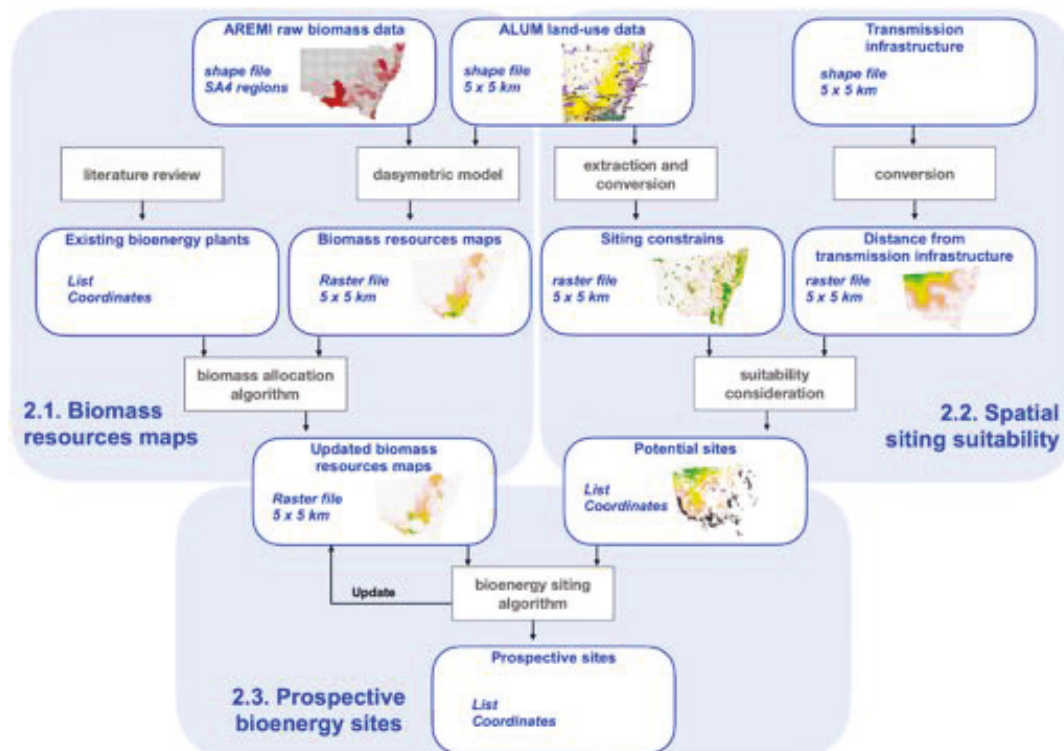 AREMI raw biomass data
shape file
SA4 regions
ALUM land-use data
shape file
5 x 5 km
Transmission
infrastructure
shape file
5 x 5 km
literature review
dasymetric model
extraction and
conversion
conversion
Existing bioenergy plants
List
Coordinates
Biomass resources maps
Raster file
5 x 5 km
Siting constrains
raster file
5 x 5 km
Distance from
transmission infrastructure
raster file
5 x 5 km
biomass allocation
algorithm
suitability
consideration
2.1. Biomass
resources maps
2.2. Spatial
siting suitability
Updated biomass
resources maps
Raster file
5 x 5 km
Potential sites
List
Coordinates
Update
bioenergy siting
algorithm
Prospective sites
List
Coordinates
2.3. Prospective
bioenergy sites